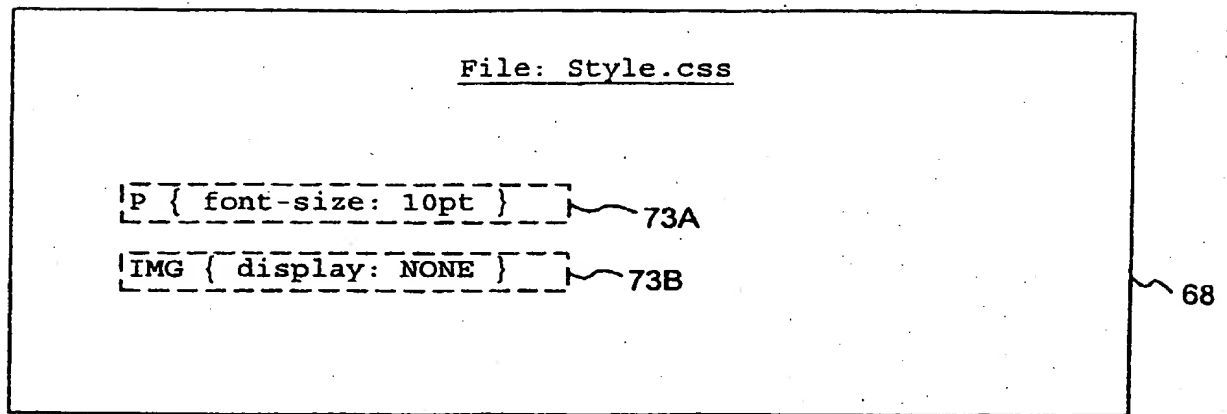 File: Style.css
P { font-size: 10pt } 73A
IMG { display: NONE } 73B
68